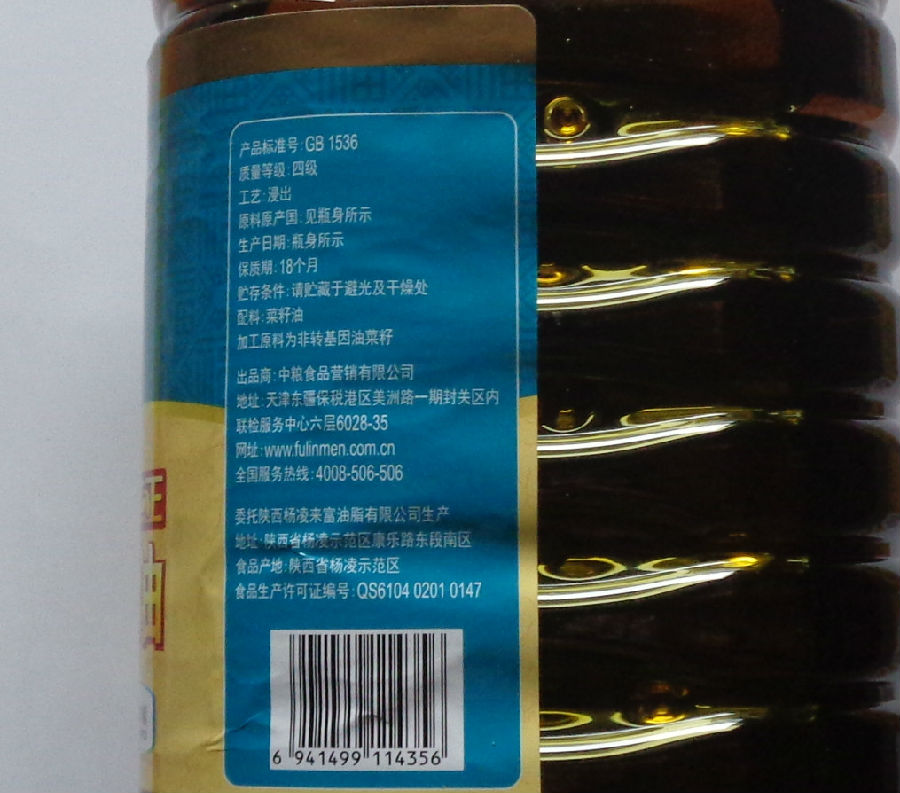 产品标准号:GB 1536
质量等级:四级
工艺:浸出
原料原产国:见瓶身所示
生产日期:瓶身所示
保质期:18个月
贮存条件:请贮藏于避光及干燥处
配料:菜籽油
加工原料为非转基因油菜籽
出品商:中粮食品营销有限公司
地址:天津东疆保税港区美洲路一期封关区内
联检服务中心六层6028-35
网址:www.fulinmen.com.cn
全国服务热线:4008-506-506
委托陕西杨凌来富油脂有限公司生产
地址:陕西省杨凌示范区康乐路东段南区
食品产地:陕西省杨凌示范区
食品生产许可证编号:QS6104 0201 0147
6 941499 114356
正
油